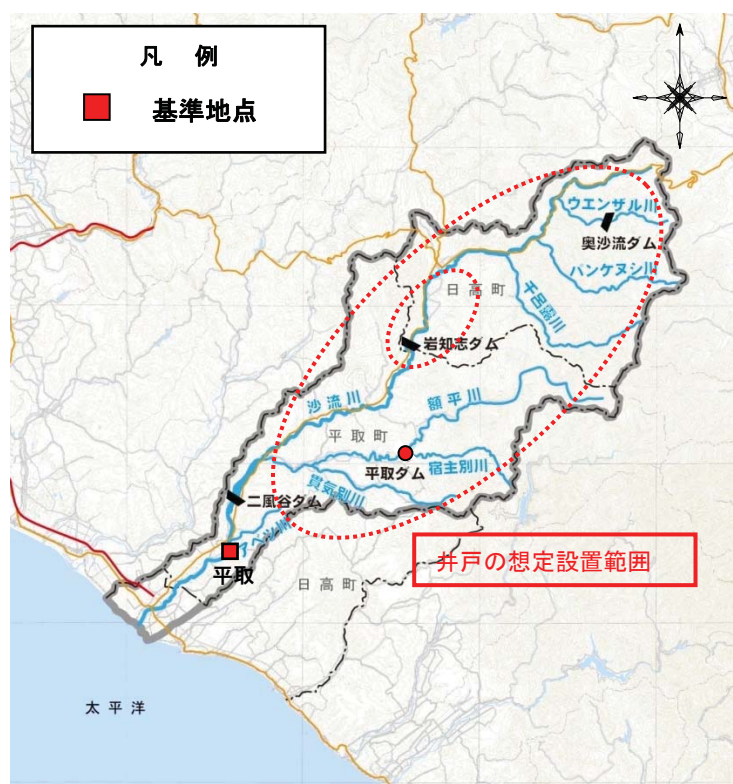 凡 例
基準地点
ウエンザル川
奥沙流ダム
パンケヌシ川
千呂露川
日高町
岩知志ダム
沙流川
額平川
平取町
平取ダム
宿主別川
貫気別川
二風谷ダム
アベツ川
平取
井戸の想定設置範囲
日高町
太平洋